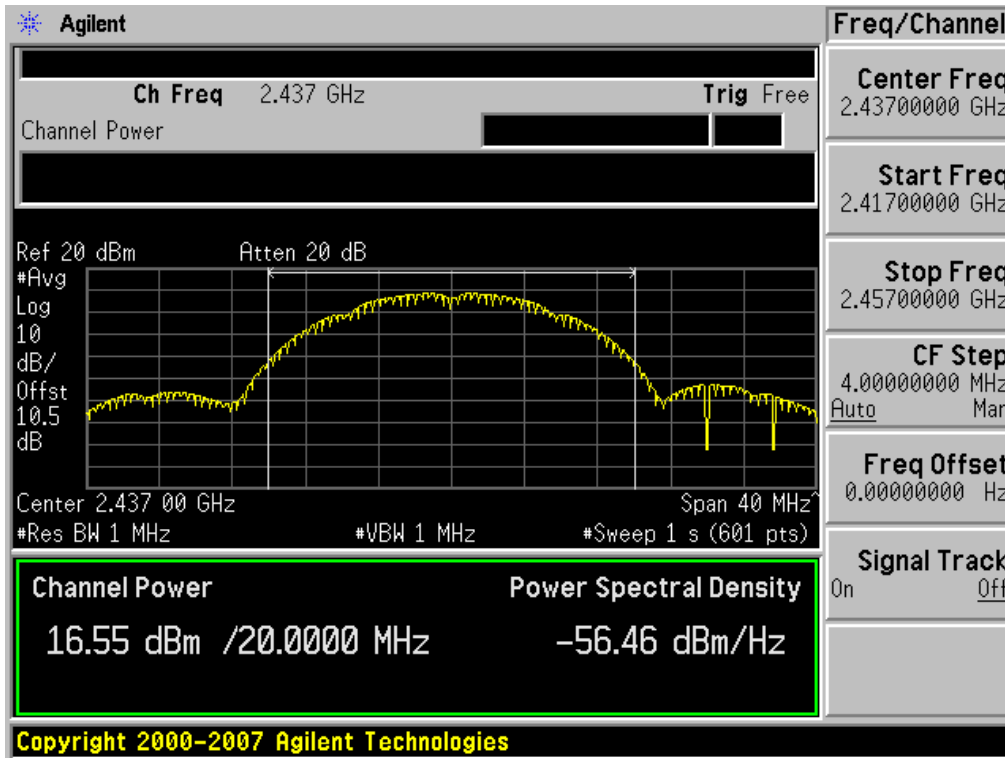 Agilent
Freq/Channel
Ch Freq 2.437 GHz Trig Free
Channel Power
Center Freq
2.43700000 GHz
Start Freq
2.41700000 GHz
Stop Freq
2.45700000 GHz
CF Step
4.00000000 MHz
Auto Man
Freq Offset
0.00000000 Hz
Signal Track
On Off
Ref 20 dBm Atten 20 dB
#Avg
Log
10
dB/
Offst
10.5
dB
Center 2.437 00 GHz Span 40 MHz^
#Res BW 1 MHz #VBW 1 MHz #Sweep 1 s (601 pts)
Channel Power Power Spectral Density
16.55 dBm /20.0000 MHz -56.46 dBm/Hz
Copyright 2000-2007 Agilent Technologies